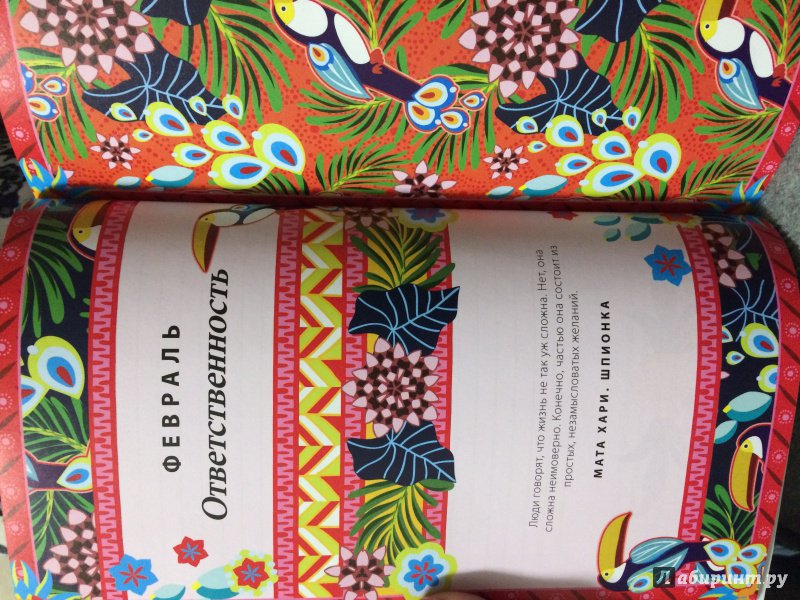 ФЕВРАЛЬ
Ответственность
Люди говорят, что жизнь не так уж сложна. Нет, она
сложна неимоверно. Конечно, частью она состоит из
простых, незамысловатых желаний.
МАТА ХАРИ. ШПИОНКА
Лабиринт.ру